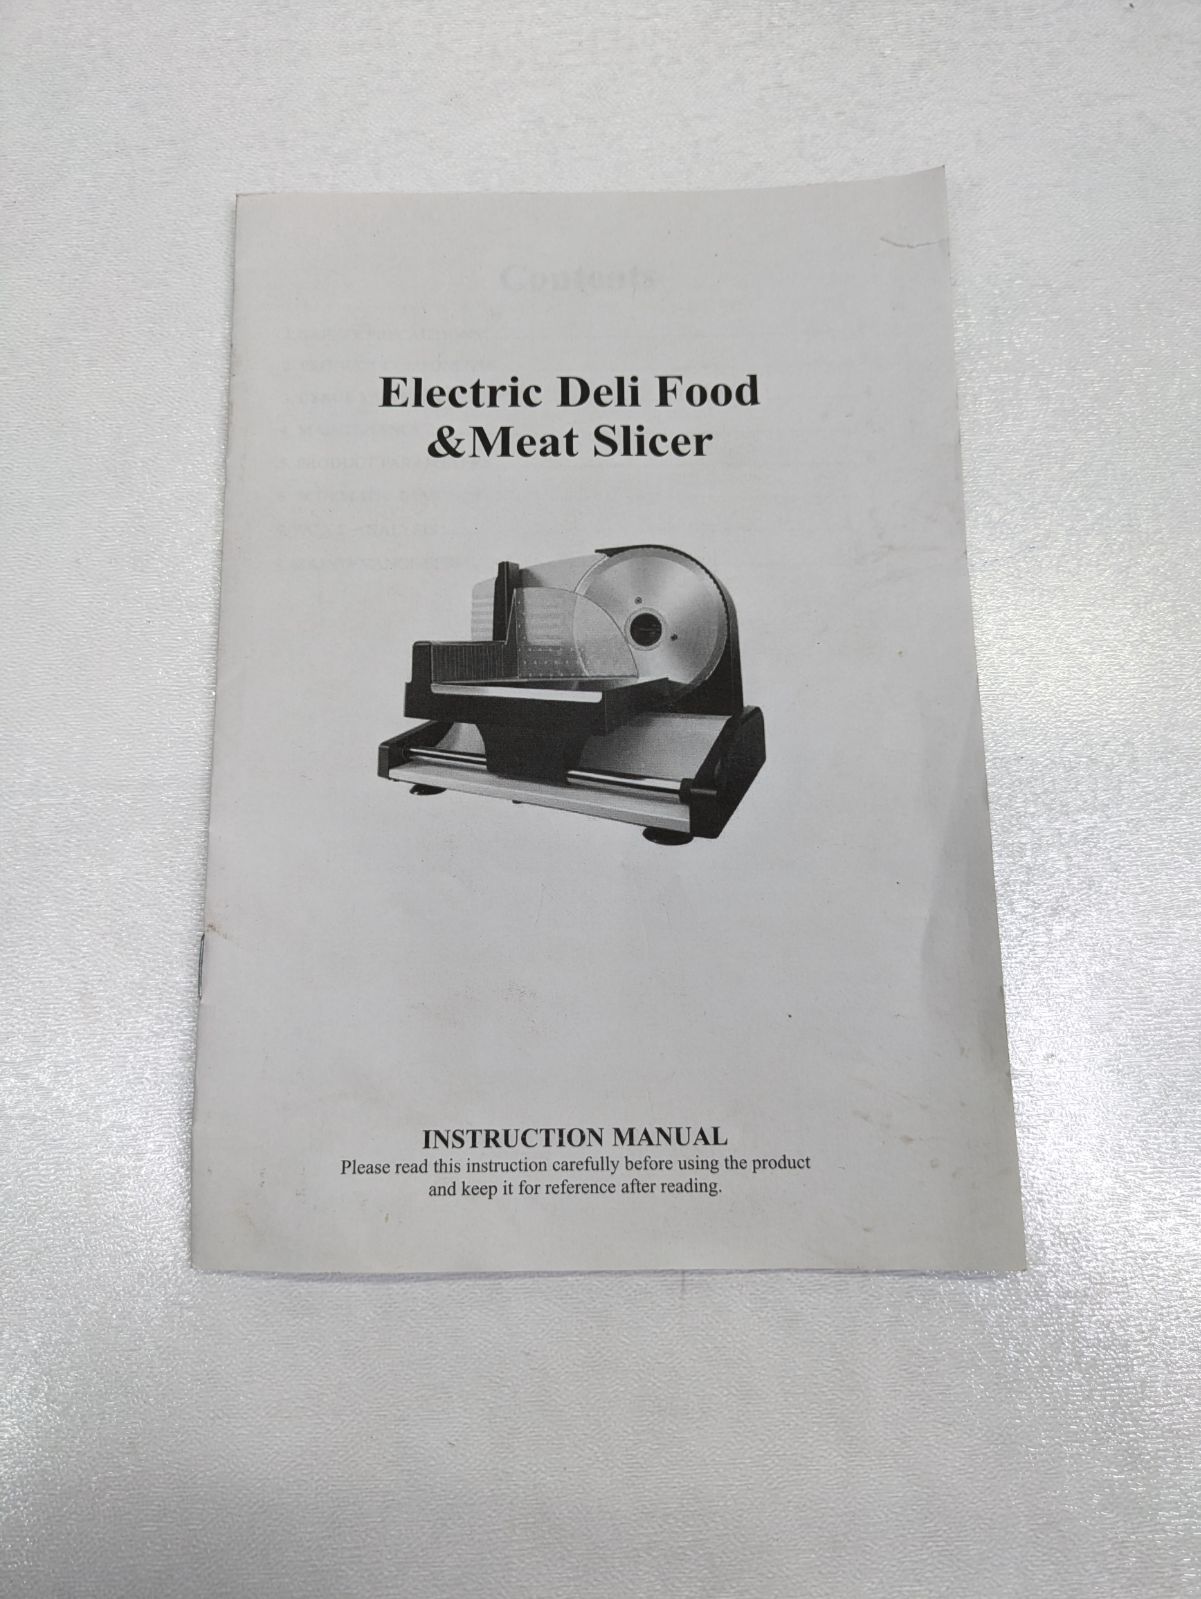 Electric Deli Food
&Meat Slicer
INSTRUCTION MANUAL
Please read this instruction carefully before using the product
and keep it for reference after reading.
Contents